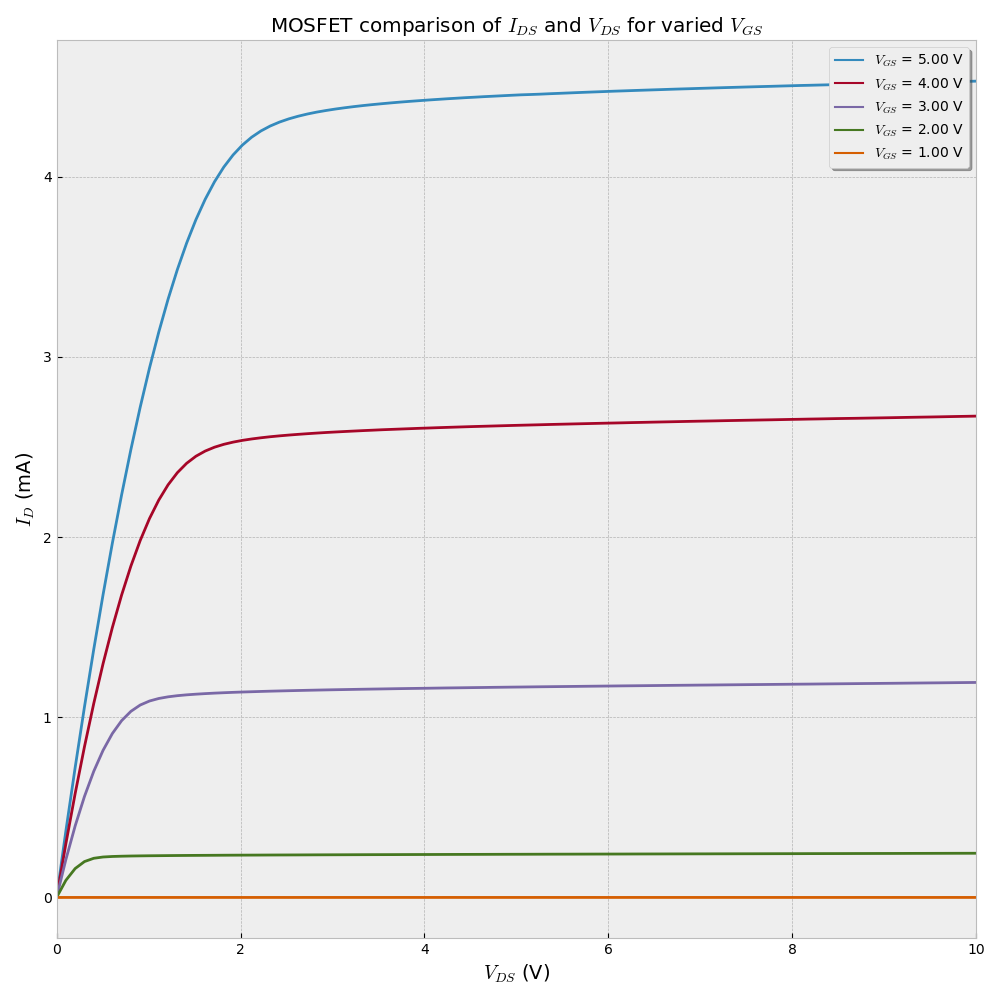 MOSFET comparison of I_DS and V_DS for varied V_GS
V_GS = 5.00 V
V_GS = 4.00 V
V_GS = 3.00 V
V_GS = 2.00 V
V_GS = 1.00 V
4
3
2
1
0
I_D (mA)
0 2 4 6 8 10
V_DS (V)